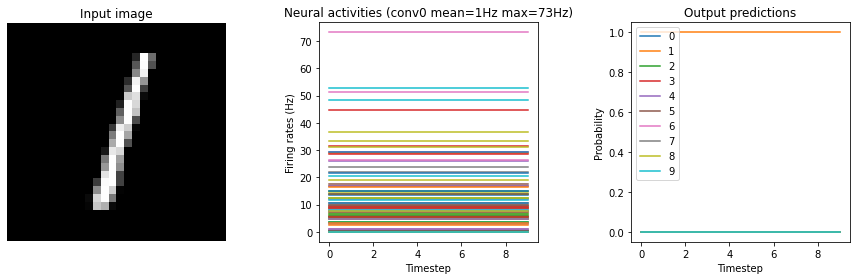 Input image
Neural activities (conv0 mean=1Hz max=73Hz)
Output predictions
Firing rates (Hz)
70
60
50
40
30
20
10
0
0 2 4 6 8
Timestep
Probability
1.0
0.8
0.6
0.4
0.2
0.0
0
1
2
3
4
5
6
7
8
9
0 2 4 6 8
Timestep